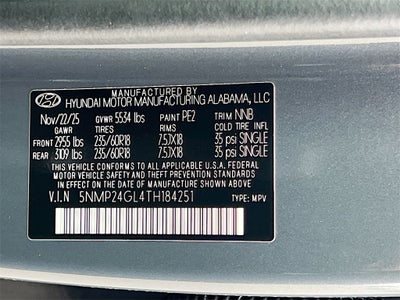 MANUFACTURED BY
HYUNDAI MOTOR MANUFACTURING ALABAMA, LLC
Nov/22/25 GVWR 5534 lbs PAINT PE2 TRIM NNB
GAWR TIRES RIMS COLD TIRE INFL
FRONT 2955 lbs 235/60R18 7.5JX18 35 psi SINGLE
REAR 3109 lbs 235/60R18 7.5JX18 35 psi SINGLE
THIS VEHICLE CONFORMS TO ALL APPLICABLE U.S.A. FEDERAL
MOTOR VEHICLE SAFETY AND THEFT PREVENTION STANDARDS
IN EFFECT ON THE DATE OF MANUFACTURE SHOWN ABOVE.
V.I.N 5NMP24GL4TH184251 TYPE: MPV